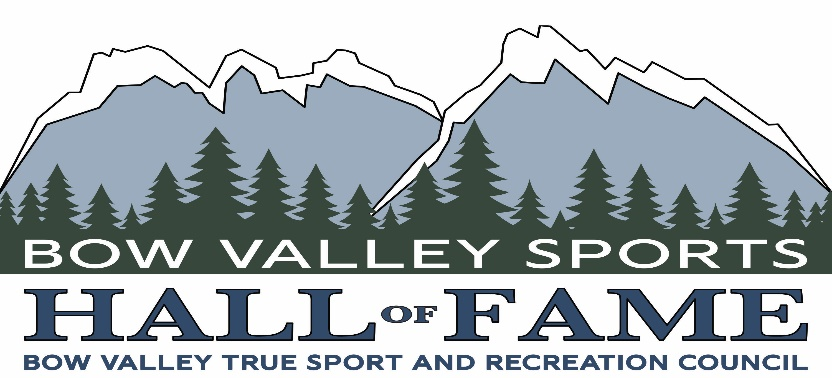 BOW VALLEY SPORTS
HALL OF FAME
BOW VALLEY TRUE SPORT AND RECREATION COUNCIL